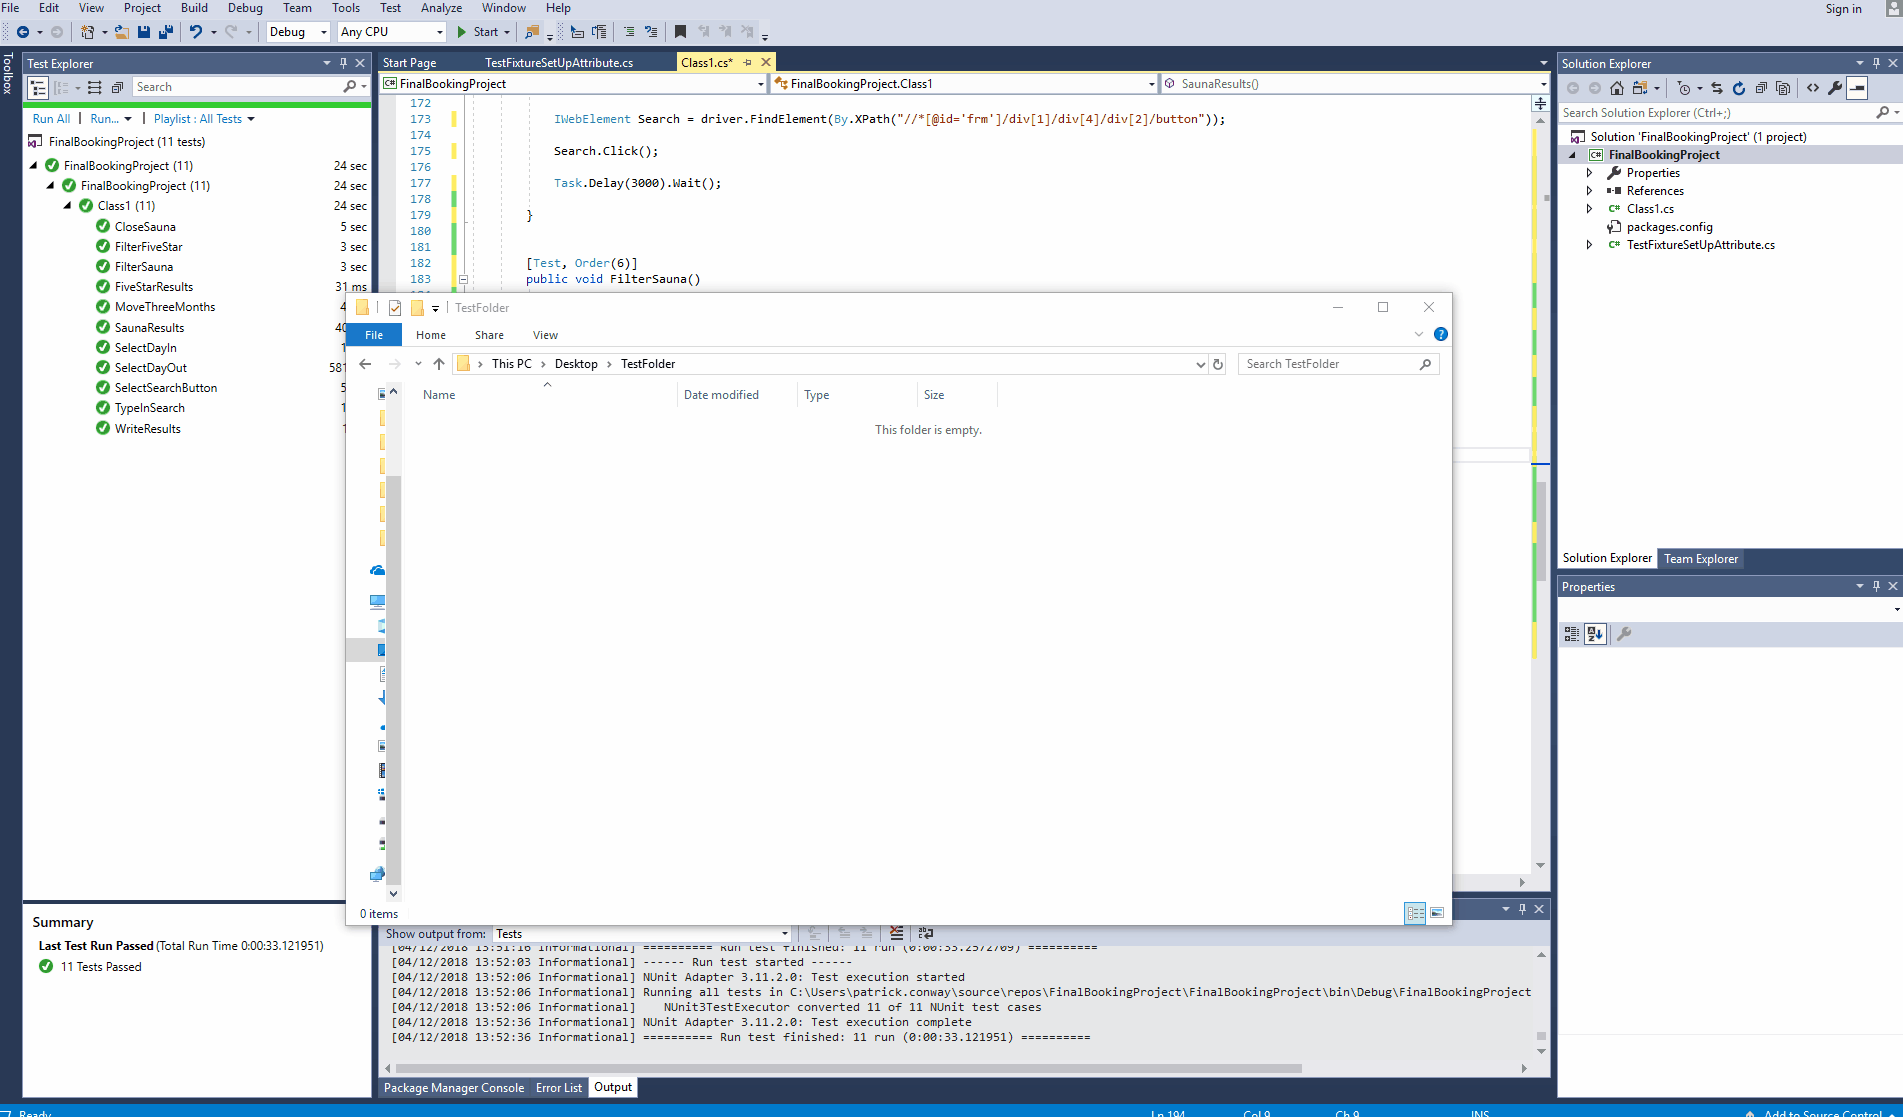 File Edit View Project Build Debug Team Tools Test Analyze Window Help
Sign in
Debug Any CPU Start
Toolbox
Test Explorer
Search
Run All Run... Playlist : All Tests
FinalBookingProject (11 tests)
FinalBookingProject (11) 24 sec
FinalBookingProject (11) 24 sec
Class1 (11) 24 sec
CloseSauna 5 sec
FilterFiveStar 3 sec
FilterSauna 3 sec
FiveStarResults 31 ms
MoveThreeMonths 4
SaunaResults 40
SelectDayIn 1
SelectDayOut 581
SelectSearchButton 5
TypeInSearch 1
WriteResults 1
Summary
Last Test Run Passed (Total Run Time 0:00:33.121951)
11 Tests Passed
Start Page TestFixtureSetUpAttribute.cs Class1.cs*
FinalBookingProject FinalBookingProject.Class1 SaunaResults()
172
173 IWebElement Search = driver.FindElement(By.XPath("//*[@id='frm']/div[1]/div[4]/div[2]/button"));
174
175 Search.Click();
176
177 Task.Delay(3000).Wait();
178
179 }
180
181
182 [Test, Order(6)]
183 public void FilterSauna()
TestFolder
File Home Share View
This PC Desktop TestFolder
Search TestFolder
Name Date modified Type Size
This folder is empty.
0 items
Show output from: Tests
[04/12/2018 13:51:16 Informational] ========== Run test finished: 11 run (0:00:33.2572709) ==========
[04/12/2018 13:52:03 Informational] ------ Run test started ------
[04/12/2018 13:52:06 Informational] NUnit Adapter 3.11.2.0: Test execution started
[04/12/2018 13:52:06 Informational] Running all tests in C:\Users\patrick.conway\source\repos\FinalBookingProject\FinalBookingProject\bin\Debug\FinalBookingProject
[04/12/2018 13:52:06 Informational] NUnit3TestExecutor converted 11 of 11 NUnit test cases
[04/12/2018 13:52:36 Informational] NUnit Adapter 3.11.2.0: Test execution complete
[04/12/2018 13:52:36 Informational] ========== Run test finished: 11 run (0:00:33.121951) ==========
Package Manager Console Error List Output
Solution Explorer
Search Solution Explorer (Ctrl+;)
Solution 'FinalBookingProject' (1 project)
FinalBookingProject
Properties
References
Class1.cs
packages.config
TestFixtureSetUpAttribute.cs
Solution Explorer Team Explorer
Properties
Ready Ln 194 Col 9 Ch 9 INS Add to Source Control